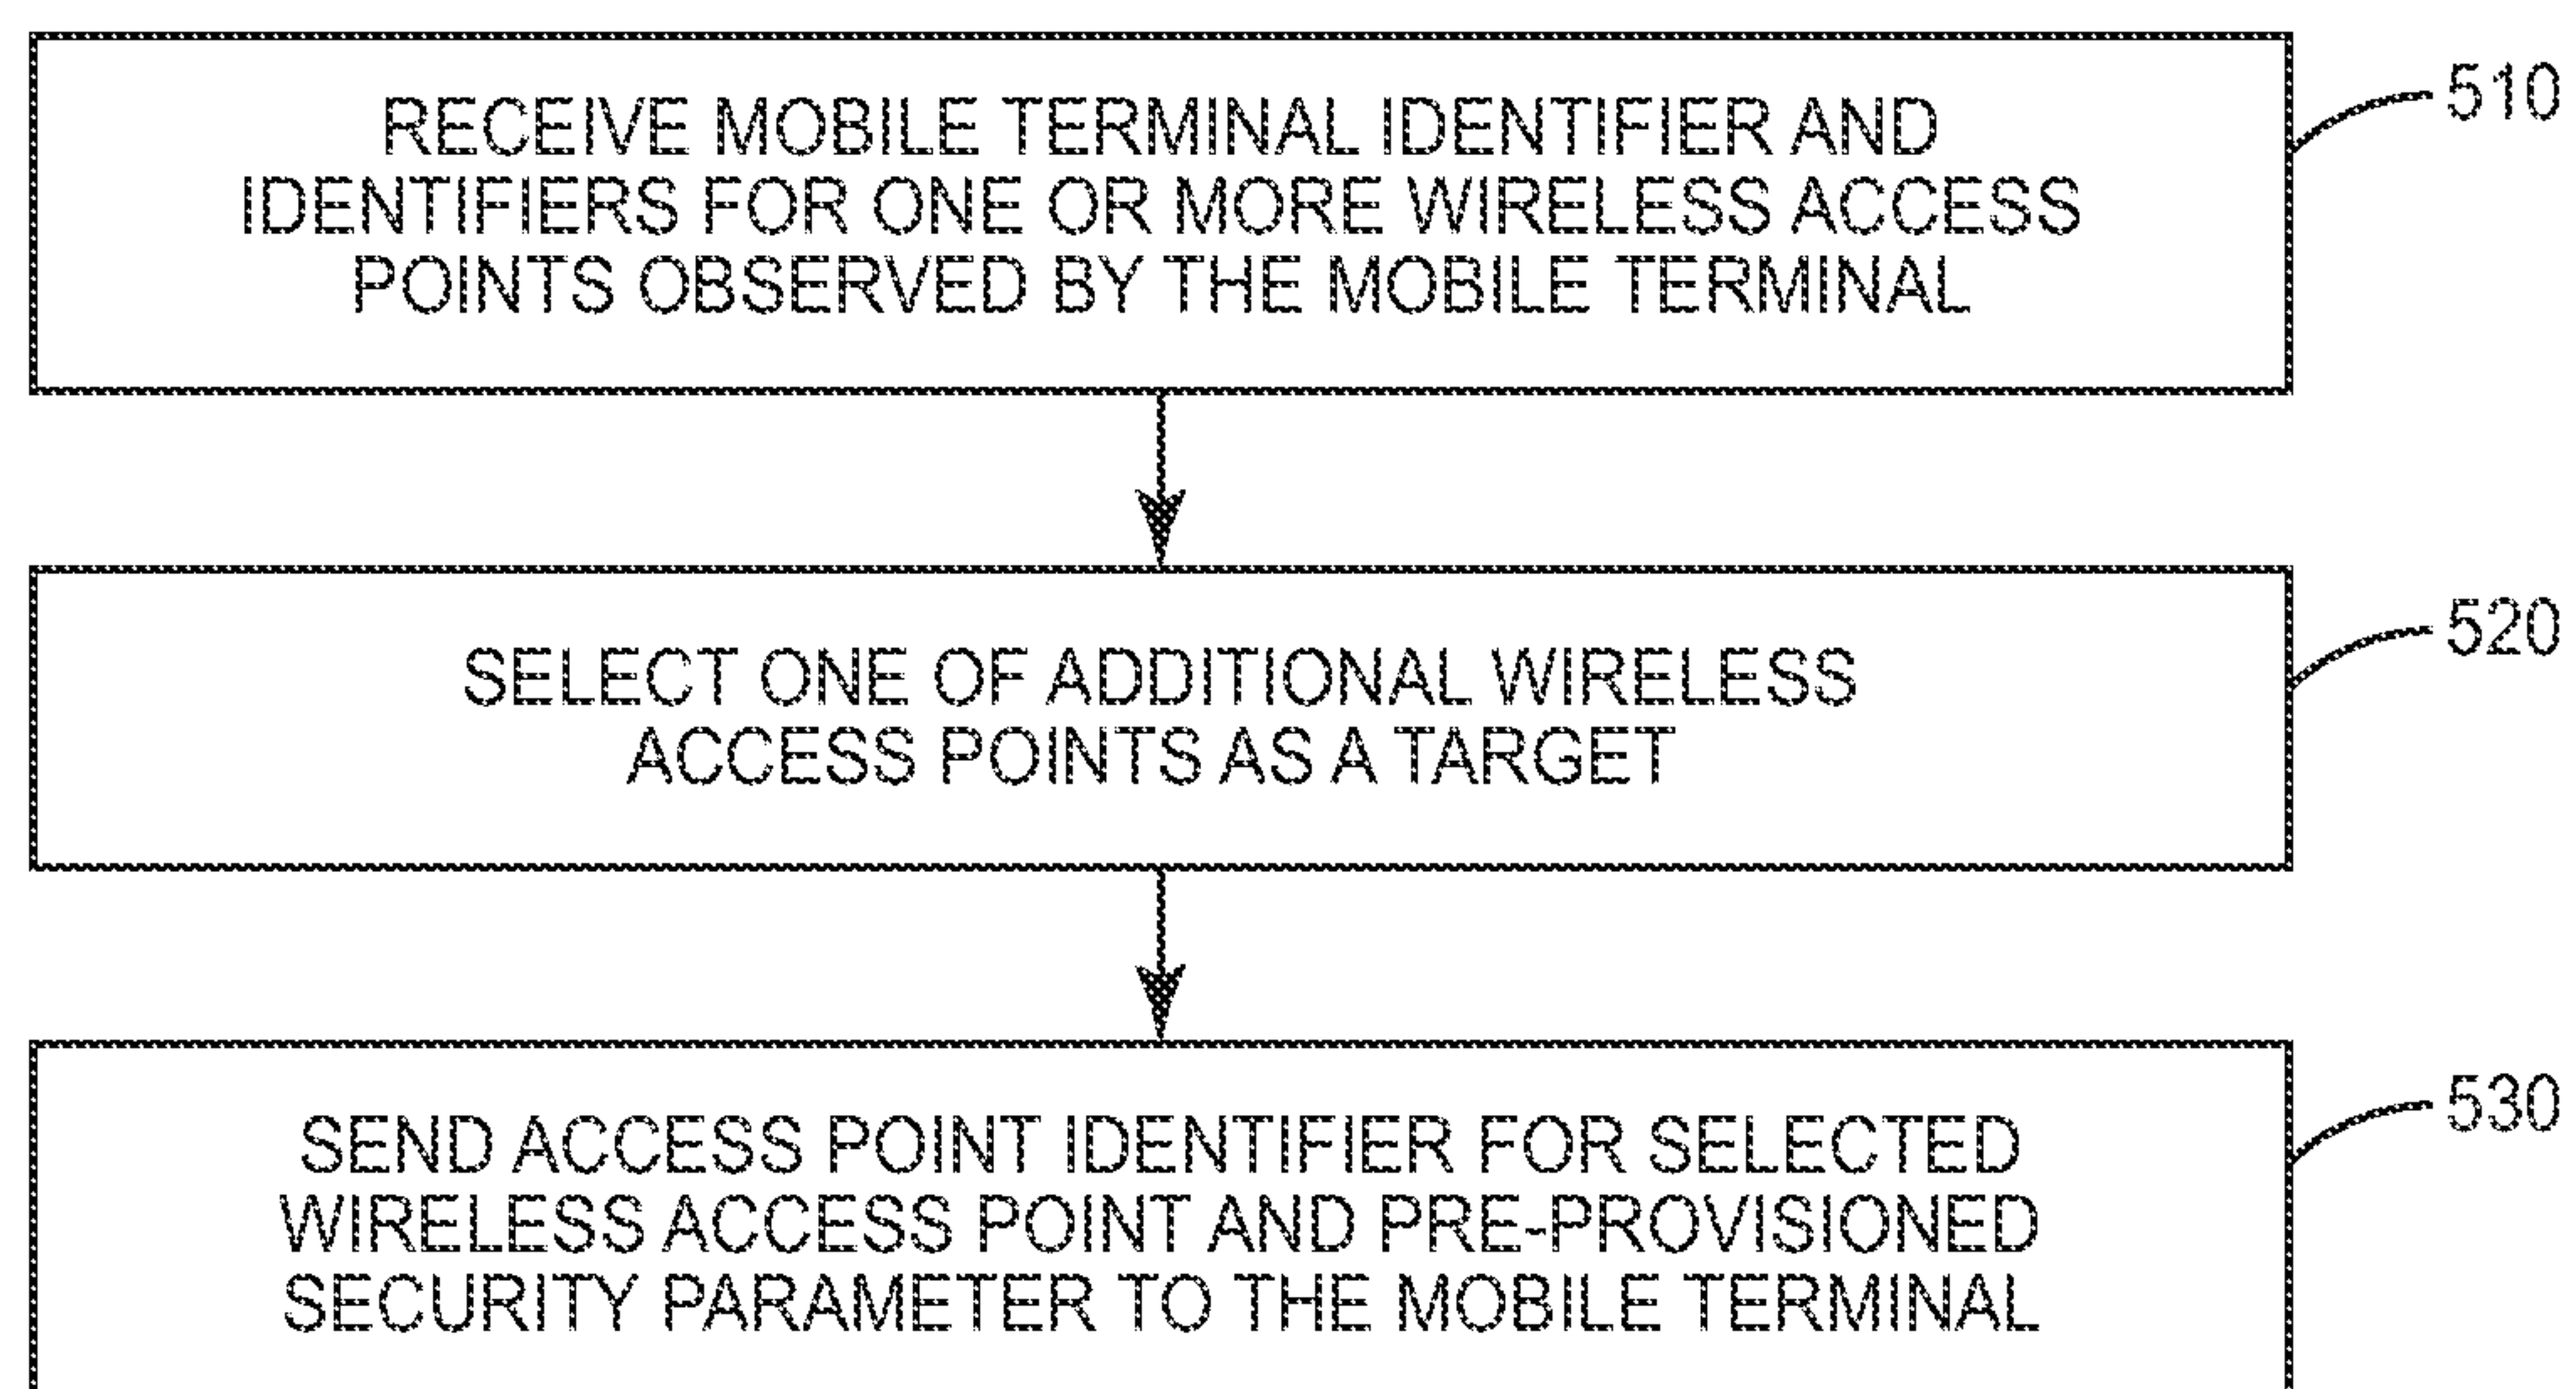 RECEIVE MOBILE TERMINAL IDENTIFIER AND
IDENTIFIERS FOR ONE OR MORE WIRELESS ACCESS
POINTS OBSERVED BY THE MOBILE TERMINAL
510
SELECT ONE OF ADDITIONAL WIRELESS
ACCESS POINTS AS A TARGET
520
SEND ACCESS POINT IDENTIFIER FOR SELECTED
WIRELESS ACCESS POINT AND PRE-PROVISIONED
SECURITY PARAMETER TO THE MOBILE TERMINAL
530